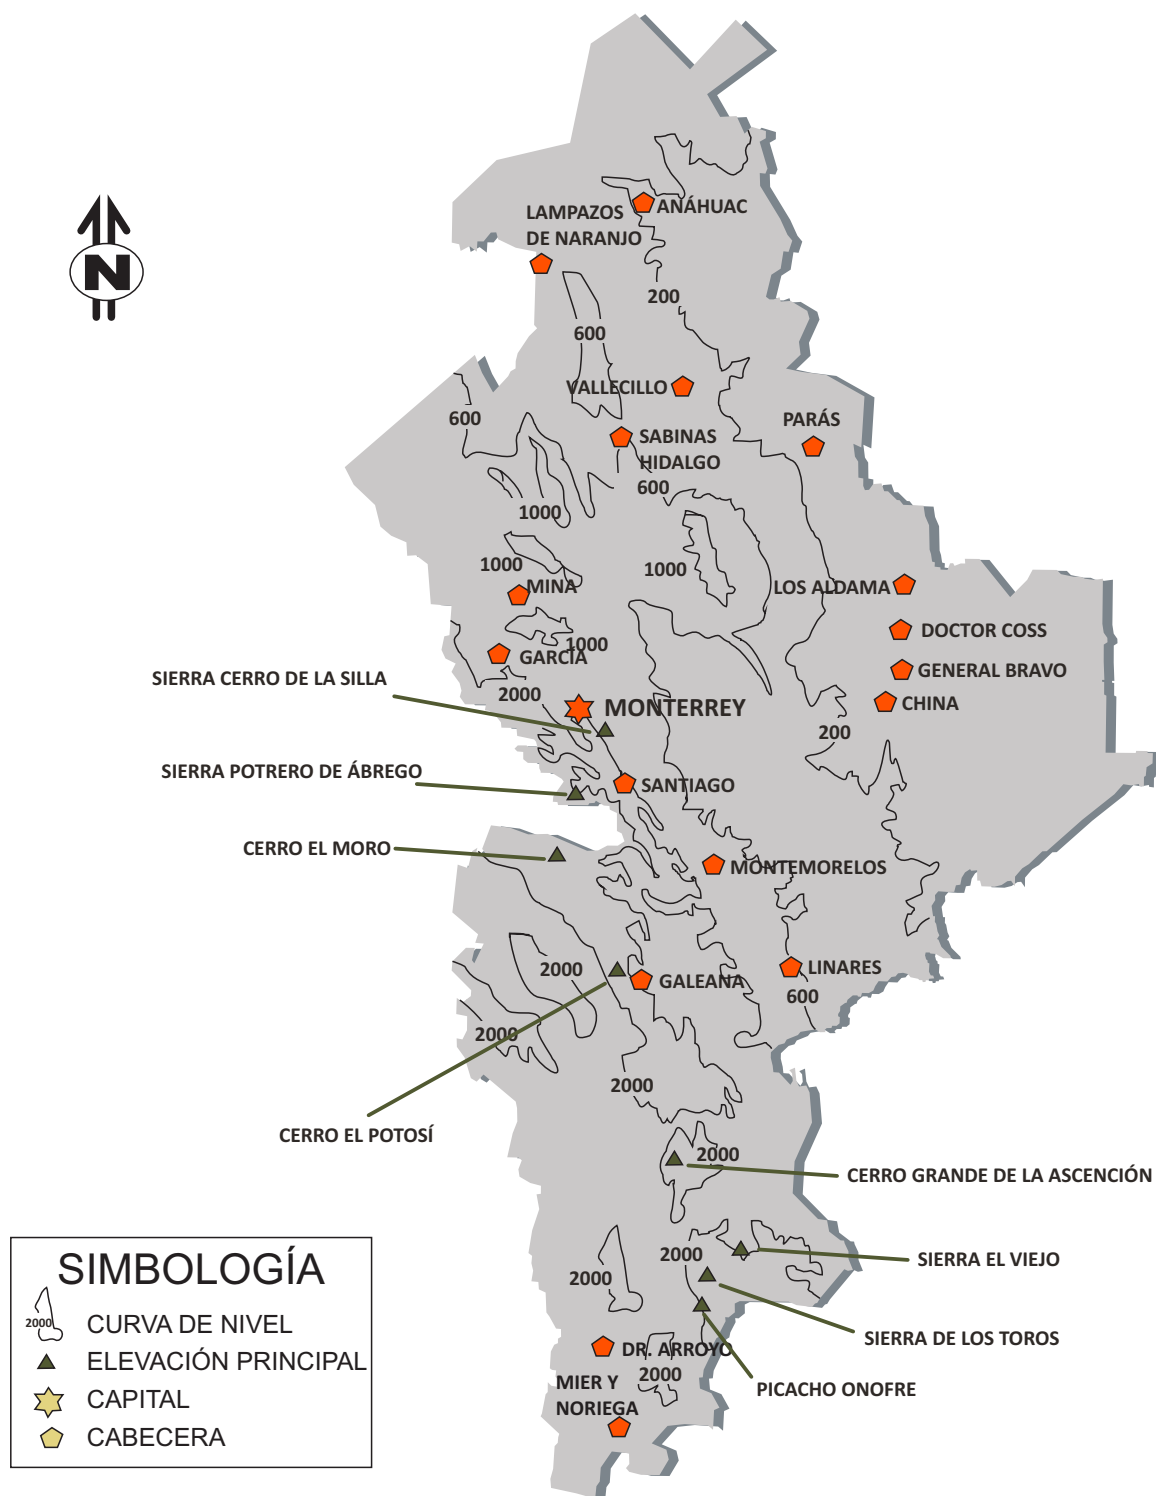 ANÁHUAC
LAMPAZOS
DE NARANJO
N
200
600
VALLECILLO
600
PARÁS
SABINAS
HIDALGO
600
1000
1000
1000
MINA
LOS ALDAMA
DOCTOR COSS
1000
GARCÍA
GENERAL BRAVO
SIERRA CERRO DE LA SILLA
2000
CHINA
MONTERREY
200
SIERRA POTRERO DE ÁBREGO
SANTIAGO
CERRO EL MORO
MONTEMORELOS
2000
LINARES
GALEANA
600
2000
2000
CERRO EL POTOSÍ
2000
CERRO GRANDE DE LA ASCENCIÓN
2000
SIERRA EL VIEJO
2000
SIERRA DE LOS TOROS
DR. ARROYO
2000
MIER Y
NORIEGA
PICACHO ONOFRE
SIMBOLOGÍA
2000
CURVA DE NIVEL
ELEVACIÓN PRINCIPAL
CAPITAL
CABECERA